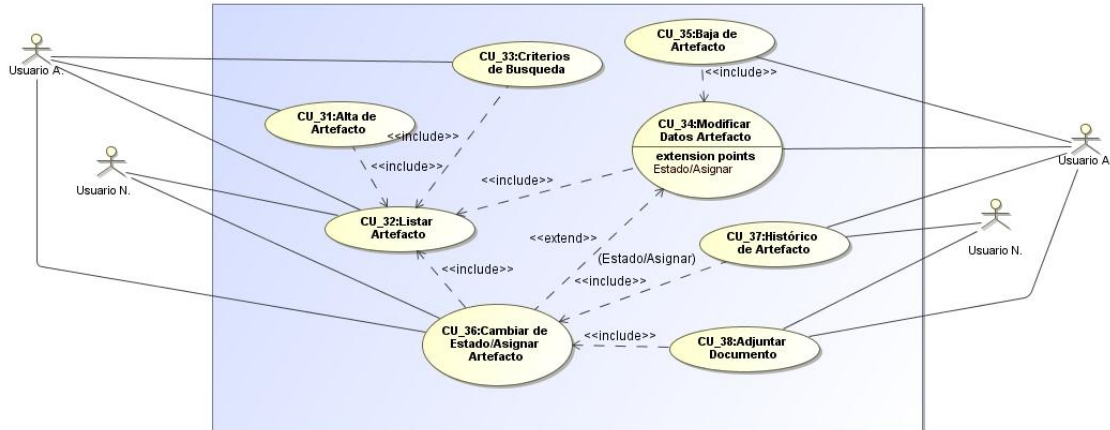 CU_35:Baja de
Artefacto
<<include>>
Usuario A.
CU_33:Criterios
de Busqueda
CU_31:Alta de
Artefacto
<<include>>
<<include>>
CU_34:Modificar
Datos Artefacto
extension points
Estado/Asignar
Usuario A
Usuario N.
<<include>>
CU_32:Listar
Artefacto
<<extend>>
(Estado/Asignar)
CU_37:Histórico
de Artefacto
Usuario N.
<<include>>
<<include>>
CU_36:Cambiar de
Estado/Asignar
Artefacto
<<include>>
CU_38:Adjuntar
Documento